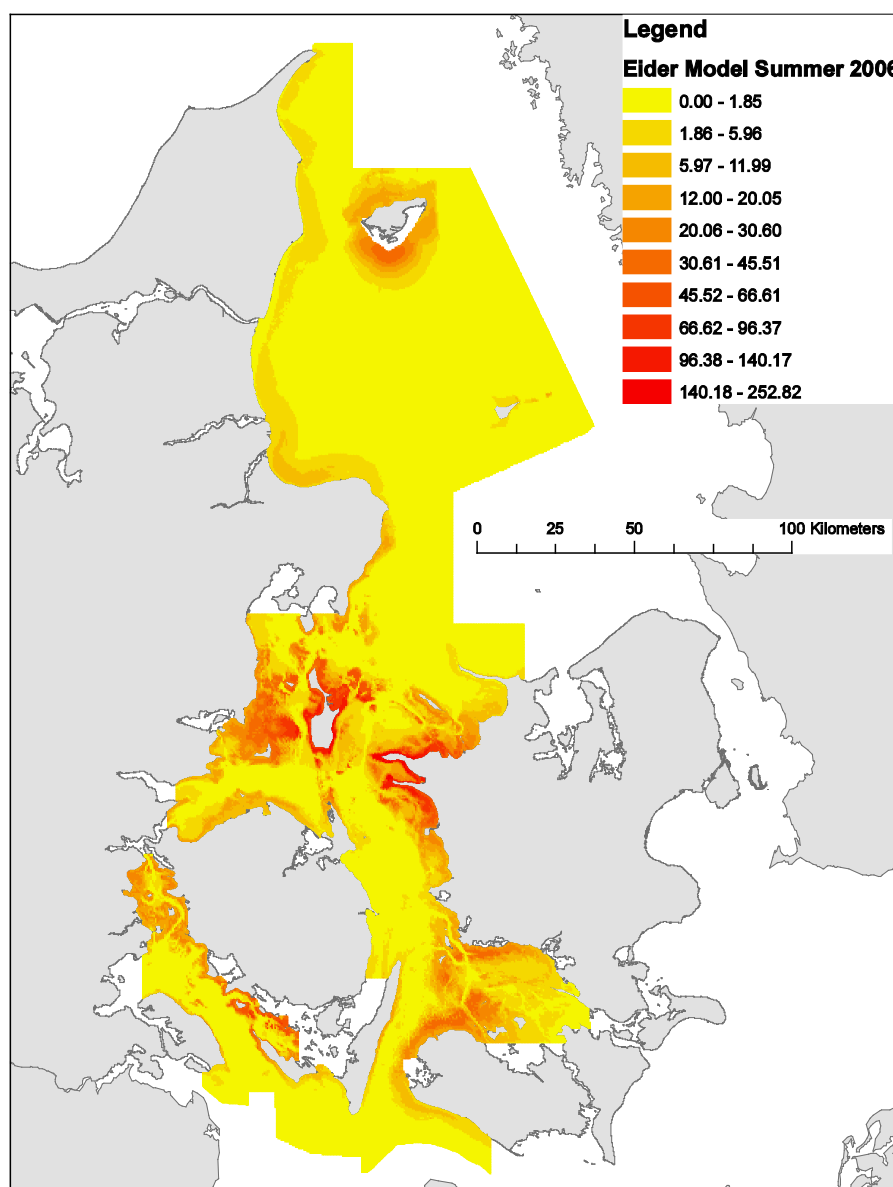 Legend
Eider Model Summer 2006
0.00 - 1.85
1.86 - 5.96
5.97 - 11.99
12.00 - 20.05
20.06 - 30.60
30.61 - 45.51
45.52 - 66.61
66.62 - 96.37
96.38 - 140.17
140.18 - 252.82
0 25 50 100 Kilometers